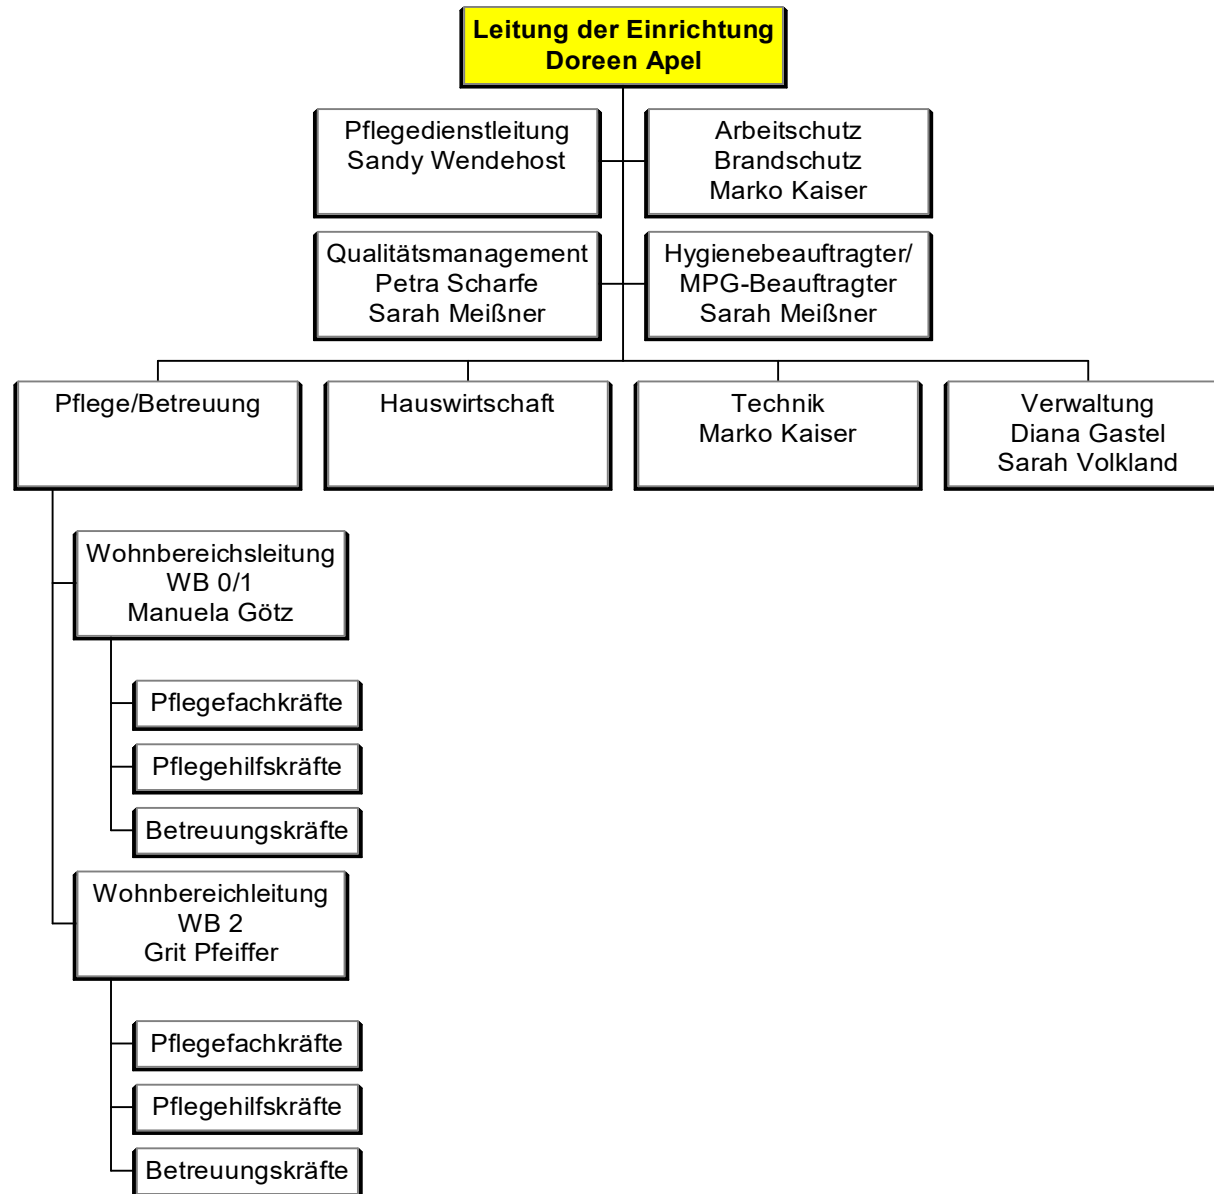 Leitung der Einrichtung
Doreen Apel
Pflegedienstleitung
Sandy Wendehost
Arbeitschutz
Brandschutz
Marko Kaiser
Qualitätsmanagement
Petra Scharfe
Sarah Meißner
Hygienebeauftragter/
MPG-Beauftragter
Sarah Meißner
Pflege/Betreuung
Hauswirtschaft
Technik
Marko Kaiser
Verwaltung
Diana Gastel
Sarah Volkland
Wohnbereichsleitung
WB 0/1
Manuela Götz
Pflegefachkräfte
Pflegehilfskräfte
Betreuungskräfte
Wohnbereichleitung
WB 2
Grit Pfeiffer
Pflegefachkräfte
Pflegehilfskräfte
Betreuungskräfte